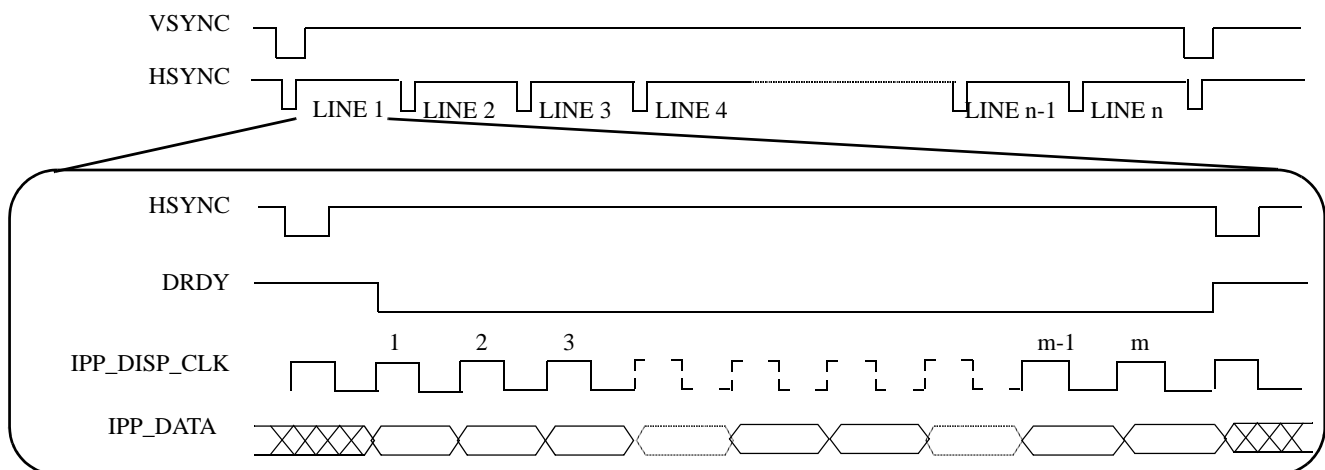 VSYNC
HSYNC
LINE 1 LINE 2 LINE 3 LINE 4 LINE n-1 LINE n
HSYNC
DRDY
1 2 3 m-1 m
IPP_DISP_CLK
IPP_DATA